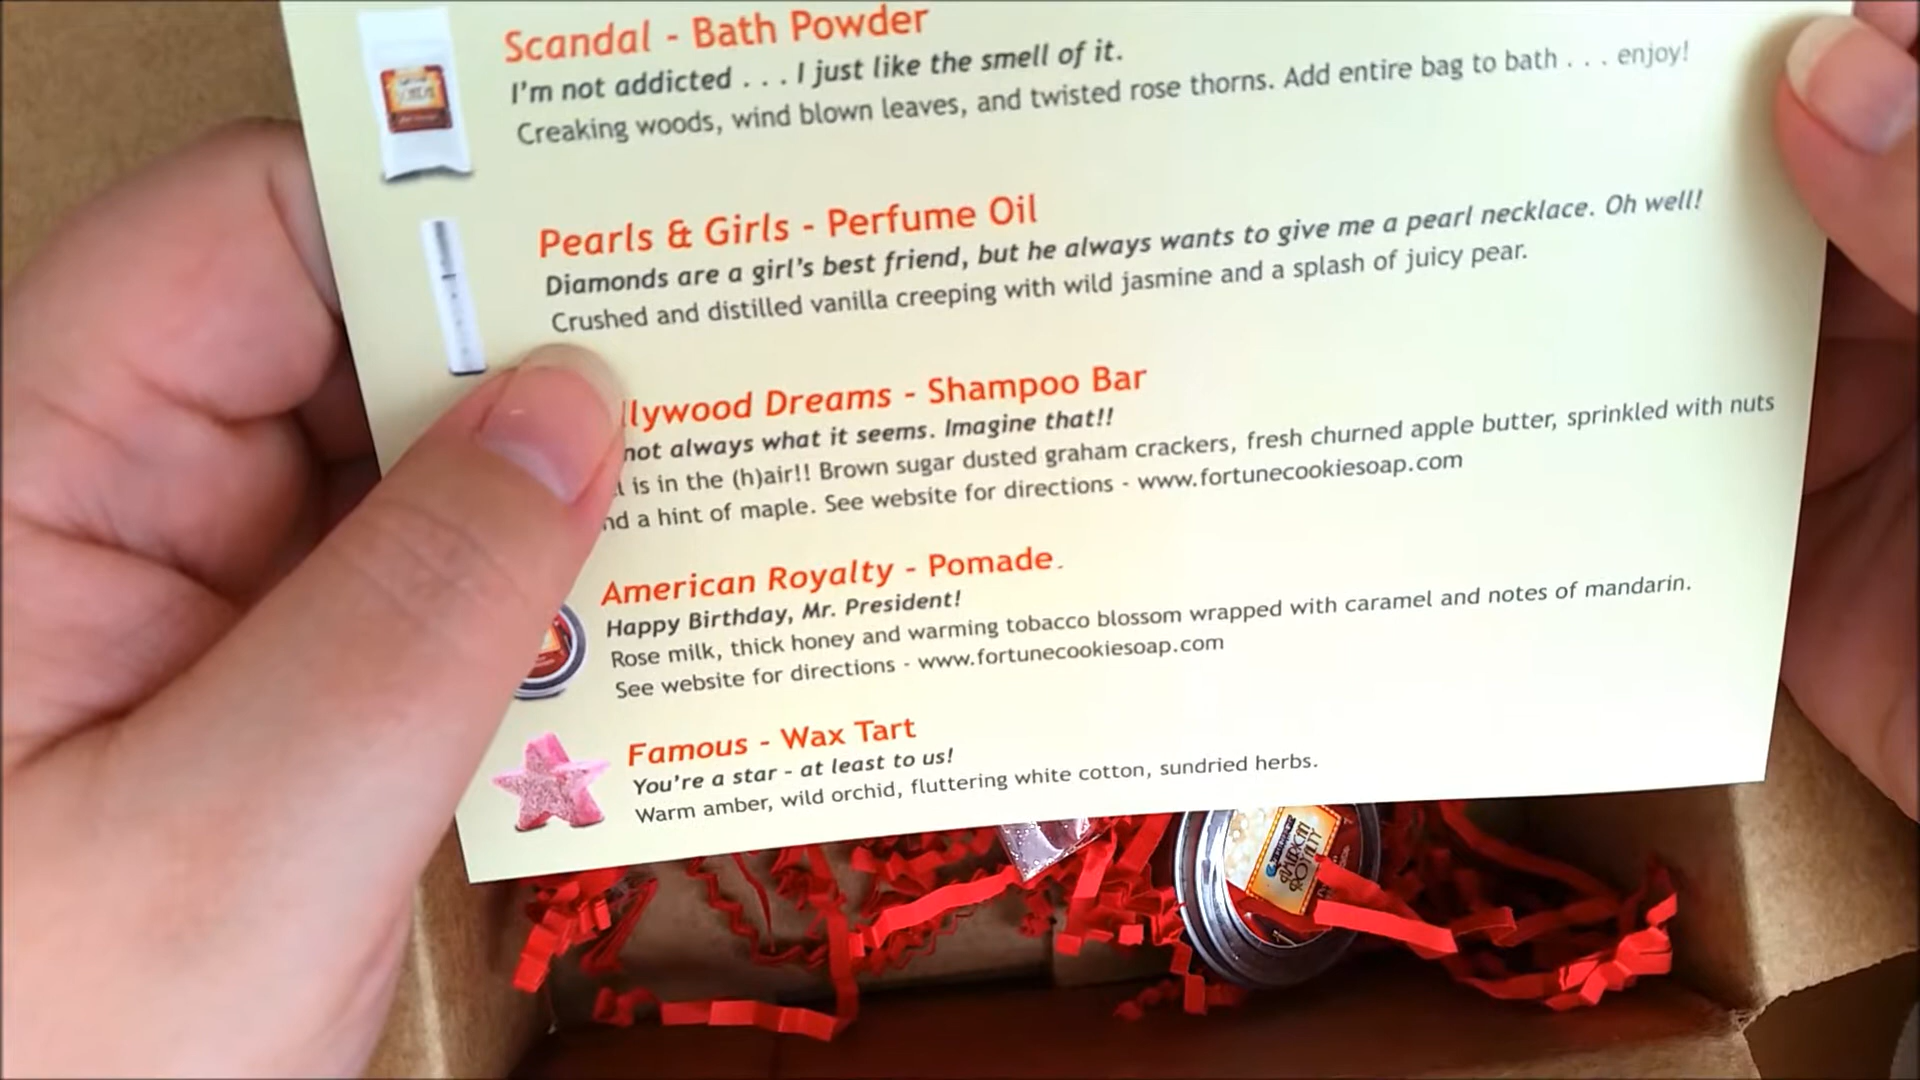 Scandal - Bath Powder
I'm not addicted . . . I just like the smell of it.
Creaking woods, wind blown leaves, and twisted rose thorns. Add entire bag to bath . . . enjoy!
Pearls & Girls - Perfume Oil
Diamonds are a girl's best friend, but he always wants to give me a pearl necklace. Oh well!
Crushed and distilled vanilla creeping with wild jasmine and a splash of juicy pear.
llywood Dreams - Shampoo Bar
not always what it seems. Imagine that!!
is in the (h)air!! Brown sugar dusted graham crackers, fresh churned apple butter, sprinkled with nuts
nd a hint of maple. See website for directions - www.fortunecookiesoap.com
American Royalty - Pomade.
Happy Birthday, Mr. President!
Rose milk, thick honey and warming tobacco blossom wrapped with caramel and notes of mandarin.
See website for directions - www.fortunecookiesoap.com
Famous - Wax Tart
You're a star - at least to us!
Warm amber, wild orchid, fluttering white cotton, sundried herbs.
AMERICAN
ROYALTY